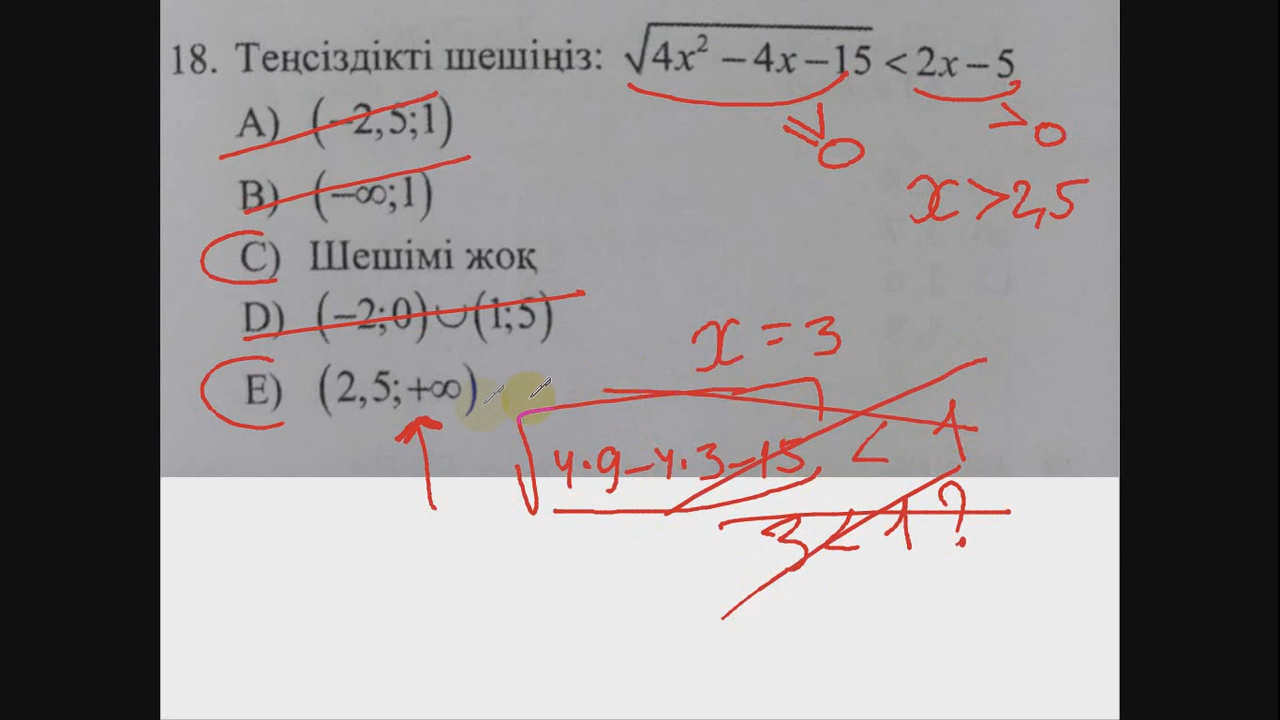 18. Теңсіздікті шешіңіз: √4x² − 4x − 15 < 2x − 5
A) (−2,5;1)
B) (−∞;1)
C) Шешімі жоқ
D) (−2;0)∪(1;5)
E) (2,5;+∞)
≥ 0
> 0
x > 2,5
x = 3
√4·9−4·3−15 < 1
3 < 1 ?